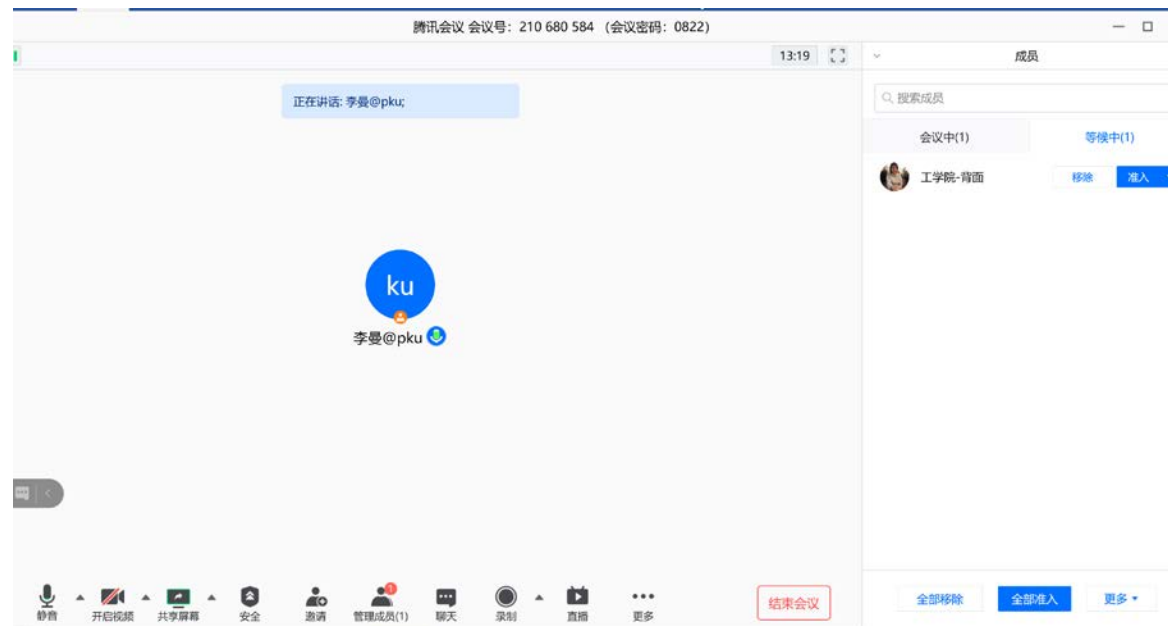 腾讯会议 会议号：210 680 584 （会议密码：0822）
13:19
成员
正在讲话: 李曼@pku;
搜索成员
会议中(1)
等候中(1)
工学院-背面
移除
准入
ku
李曼@pku
静音
开启视频
共享屏幕
安全
邀请
1
管理成员(1)
聊天
录制
直播
更多
结束会议
全部移除
全部准入
更多